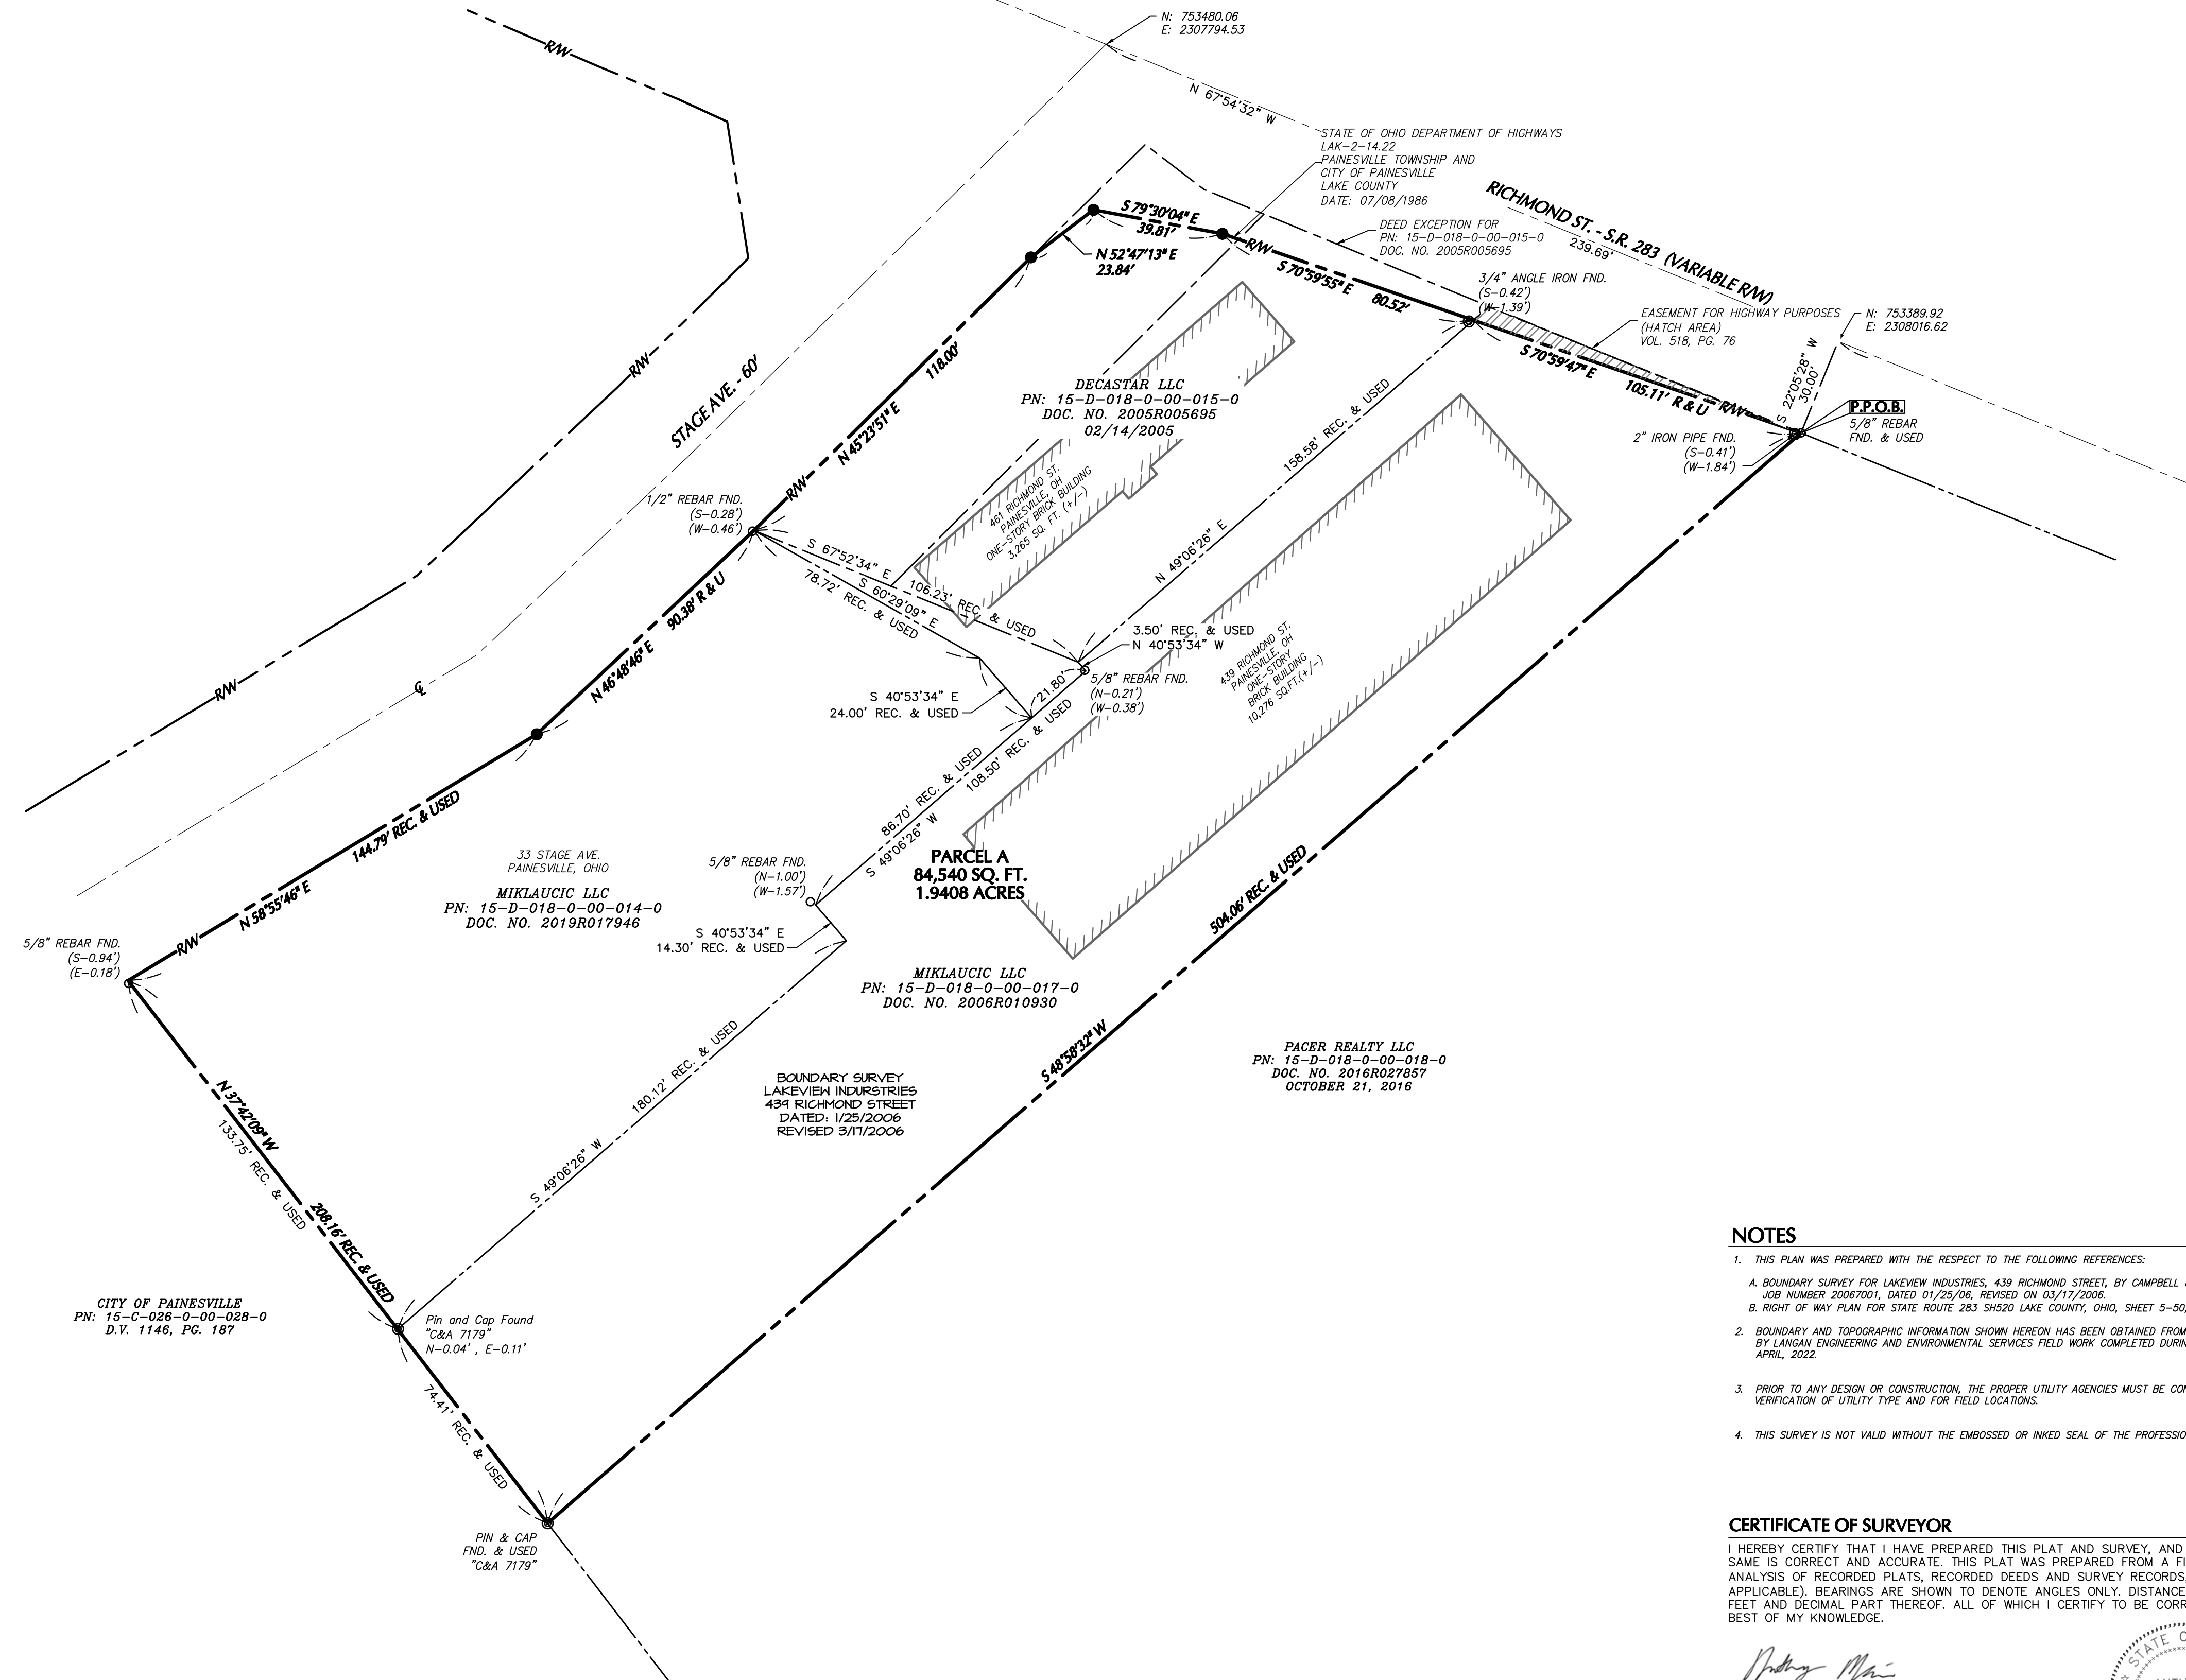 N: 753480.06
E: 2307794.53
R/W
N 67°54'32" W
STATE OF OHIO DEPARTMENT OF HIGHWAYS
LAK-2-14.22
PAINESVILLE TOWNSHIP AND
CITY OF PAINESVILLE
LAKE COUNTY
DATE: 07/08/1986
RICHMOND ST. - S.R. 283 (VARIABLE R/W)
239.69'
S 79°30'04" E
39.81'
DEED EXCEPTION FOR
PN: 15-D-018-0-00-015-0
DOC. NO. 2005R005695
N 52°47'13" E
23.84'
R/W
S 70°59'55" E 80.52'
3/4" ANGLE IRON FND.
(S-0.42')
(W-1.39')
EASEMENT FOR HIGHWAY PURPOSES
(HATCH AREA)
VOL. 518, PG. 76
N: 753389.92
E: 2308016.62
S 70°59'47" E 105.11' R & U
R/W
S 22°05'28" W
30.00'
P.P.O.B.
5/8" REBAR
FND. & USED
2" IRON PIPE FND.
(S-0.41')
(W-1.84')
R/W
STAGE AVE. - 60'
118.00'
N 45°23'51" E
R/W
DECASTAR LLC
PN: 15-D-018-0-00-015-0
DOC. NO. 2005R005695
02/14/2005
158.58' REC. & USED
N 49°06'26" E
461 RICHMOND ST.
PAINESVILLE, OH
ONE-STORY BRICK BUILDING
3,265 SQ. FT. (+/-)
1/2" REBAR FND.
(S-0.28')
(W-0.46')
S 67°52'34" E 106.23' REC. & USED
S 60°29'09" E
78.72' REC. & USED
90.38' R & U
N 46°48'46" E
3.50' REC. & USED
N 40°53'34" W
439 RICHMOND ST.
PAINESVILLE, OH
ONE-STORY
BRICK BUILDING
10,276 SQ.FT.(+/-)
5/8" REBAR FND.
(N-0.21')
(W-0.38')
21.80'
S 40°53'34" E
24.00' REC. & USED
R/W
℄
86.70' REC. & USED
108.50' REC. & USED
S 49°06'26" W
144.79' REC. & USED
N 58°55'46" E
R/W
33 STAGE AVE.
PAINESVILLE, OHIO
MIKLAUCIC LLC
PN: 15-D-018-0-00-014-0
DOC. NO. 2019R017946
5/8" REBAR FND.
(N-1.00')
(W-1.57')
PARCEL A
84,540 SQ. FT.
1.9408 ACRES
504.06' REC. & USED
S 48°58'32" W
S 40°53'34" E
14.30' REC. & USED
5/8" REBAR FND.
(S-0.94')
(E-0.18')
MIKLAUCIC LLC
PN: 15-D-018-0-00-017-0
DOC. NO. 2006R010930
180.12' REC. & USED
S 49°06'26" W
BOUNDARY SURVEY
LAKEVIEW INDURSTRIES
439 RICHMOND STREET
DATED: 1/25/2006
REVISED 3/17/2006
PACER REALTY LLC
PN: 15-D-018-0-00-018-0
DOC. NO. 2016R027857
OCTOBER 21, 2016
N 37°42'09" W
133.75' REC. & USED
208.16' REC. & USED
CITY OF PAINESVILLE
PN: 15-C-026-0-00-028-0
D.V. 1146, PG. 187
Pin and Cap Found
"C&A 7179"
N-0.04' , E-0.11'
74.41' REC. & USED
PIN & CAP
FND. & USED
"C&A 7179"
NOTES
1. THIS PLAN WAS PREPARED WITH THE RESPECT TO THE FOLLOWING REFERENCES:
A. BOUNDARY SURVEY FOR LAKEVIEW INDUSTRIES, 439 RICHMOND STREET, BY CAMPBELL
JOB NUMBER 20067001, DATED 01/25/06, REVISED ON 03/17/2006.
B. RIGHT OF WAY PLAN FOR STATE ROUTE 283 SH520 LAKE COUNTY, OHIO, SHEET 5-50,
2. BOUNDARY AND TOPOGRAPHIC INFORMATION SHOWN HEREON HAS BEEN OBTAINED FROM
BY LANGAN ENGINEERING AND ENVIRONMENTAL SERVICES FIELD WORK COMPLETED DURIN
APRIL, 2022.
3. PRIOR TO ANY DESIGN OR CONSTRUCTION, THE PROPER UTILITY AGENCIES MUST BE CON
VERIFICATION OF UTILITY TYPE AND FOR FIELD LOCATIONS.
4. THIS SURVEY IS NOT VALID WITHOUT THE EMBOSSED OR INKED SEAL OF THE PROFESSIO
CERTIFICATE OF SURVEYOR
I HEREBY CERTIFY THAT I HAVE PREPARED THIS PLAT AND SURVEY, AND
SAME IS CORRECT AND ACCURATE. THIS PLAT WAS PREPARED FROM A FI
ANALYSIS OF RECORDED PLATS, RECORDED DEEDS AND SURVEY RECORDS
APPLICABLE). BEARINGS ARE SHOWN TO DENOTE ANGLES ONLY. DISTANCE
FEET AND DECIMAL PART THEREOF. ALL OF WHICH I CERTIFY TO BE CORR
BEST OF MY KNOWLEDGE.
STATE O